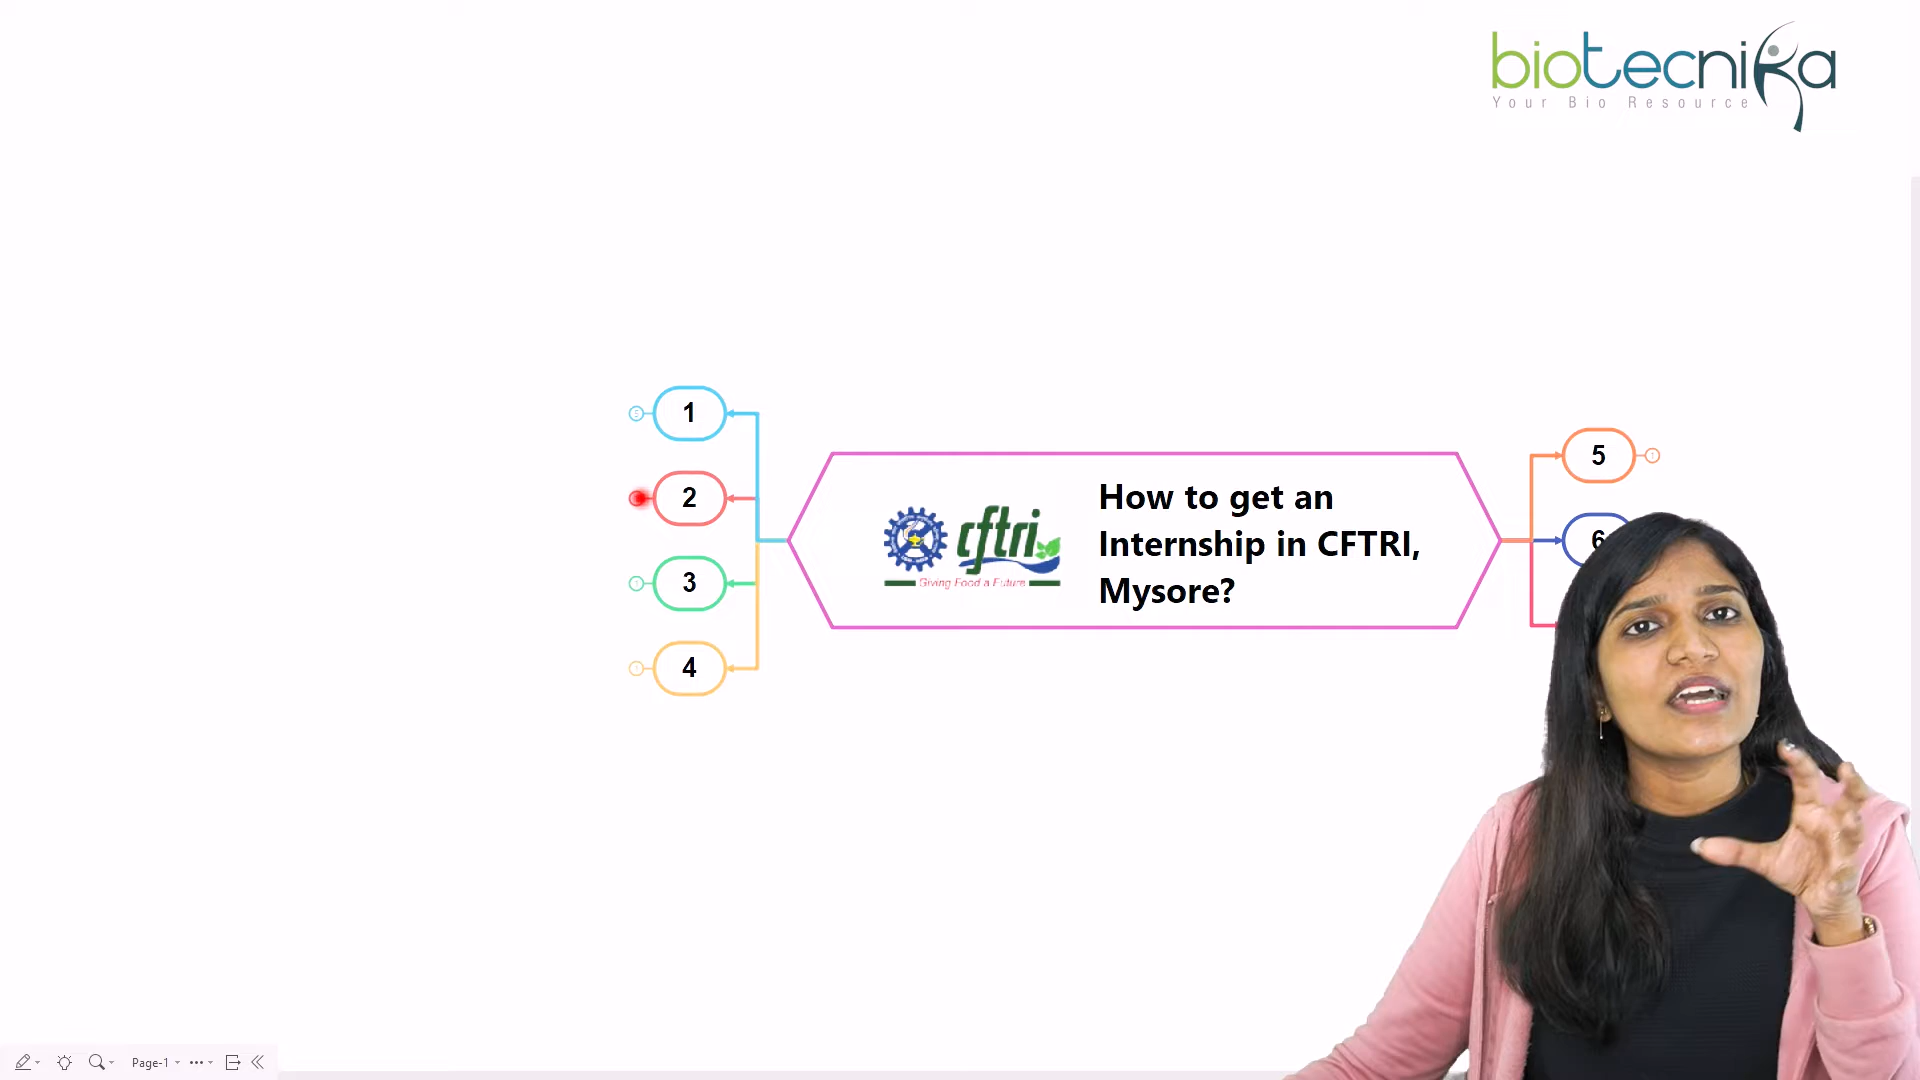 biotecnika
Your Bio Resource
1
2
3
4
cftri
Giving Food a Future
How to get an
Internship in CFTRI,
Mysore?
5
6
Page-1